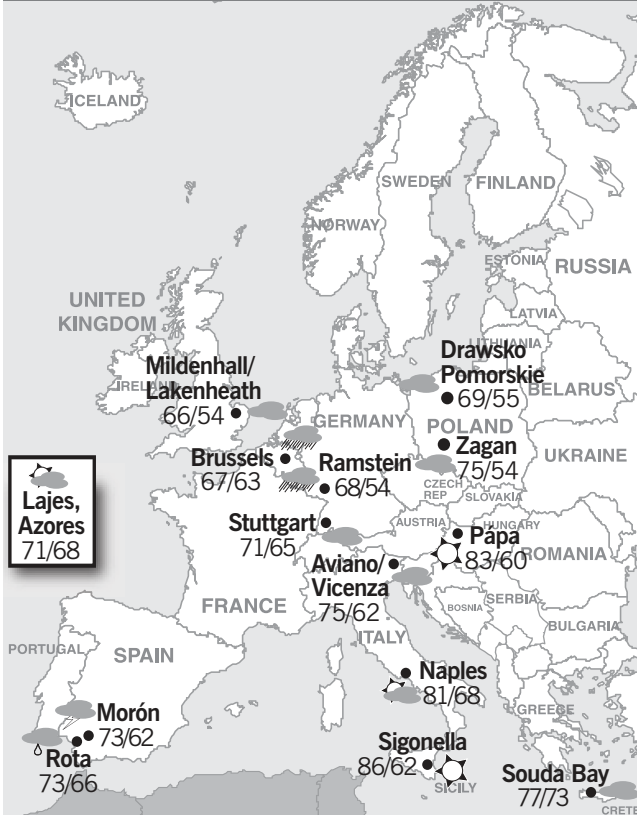 ICELAND
SWEDEN
FINLAND
NORWAY
ESTONIA
RUSSIA
LATVIA
LITHUANIA
UNITED
KINGDOM
IRELAND
Mildenhall/
Lakenheath
66/54
Drawsko
Pomorskie
69/55
BELARUS
GERMANY
POLAND
Zagan
75/54
UKRAINE
Brussels
67/63
Ramstein
68/54
CZECH
REP
SLOVAKIA
Lajes,
Azores
71/68
Stuttgart
71/65
AUSTRIA
HUNGARY
Pápa
83/60
ROMANIA
Aviano/
Vicenza
75/62
FRANCE
BOSNIA
SERBIA
BULGARIA
ITALY
PORTUGAL
SPAIN
Naples
81/68
GREECE
Morón
73/62
Rota
73/66
Sigonella
86/62
SICILY
Souda Bay
77/73
CRETE